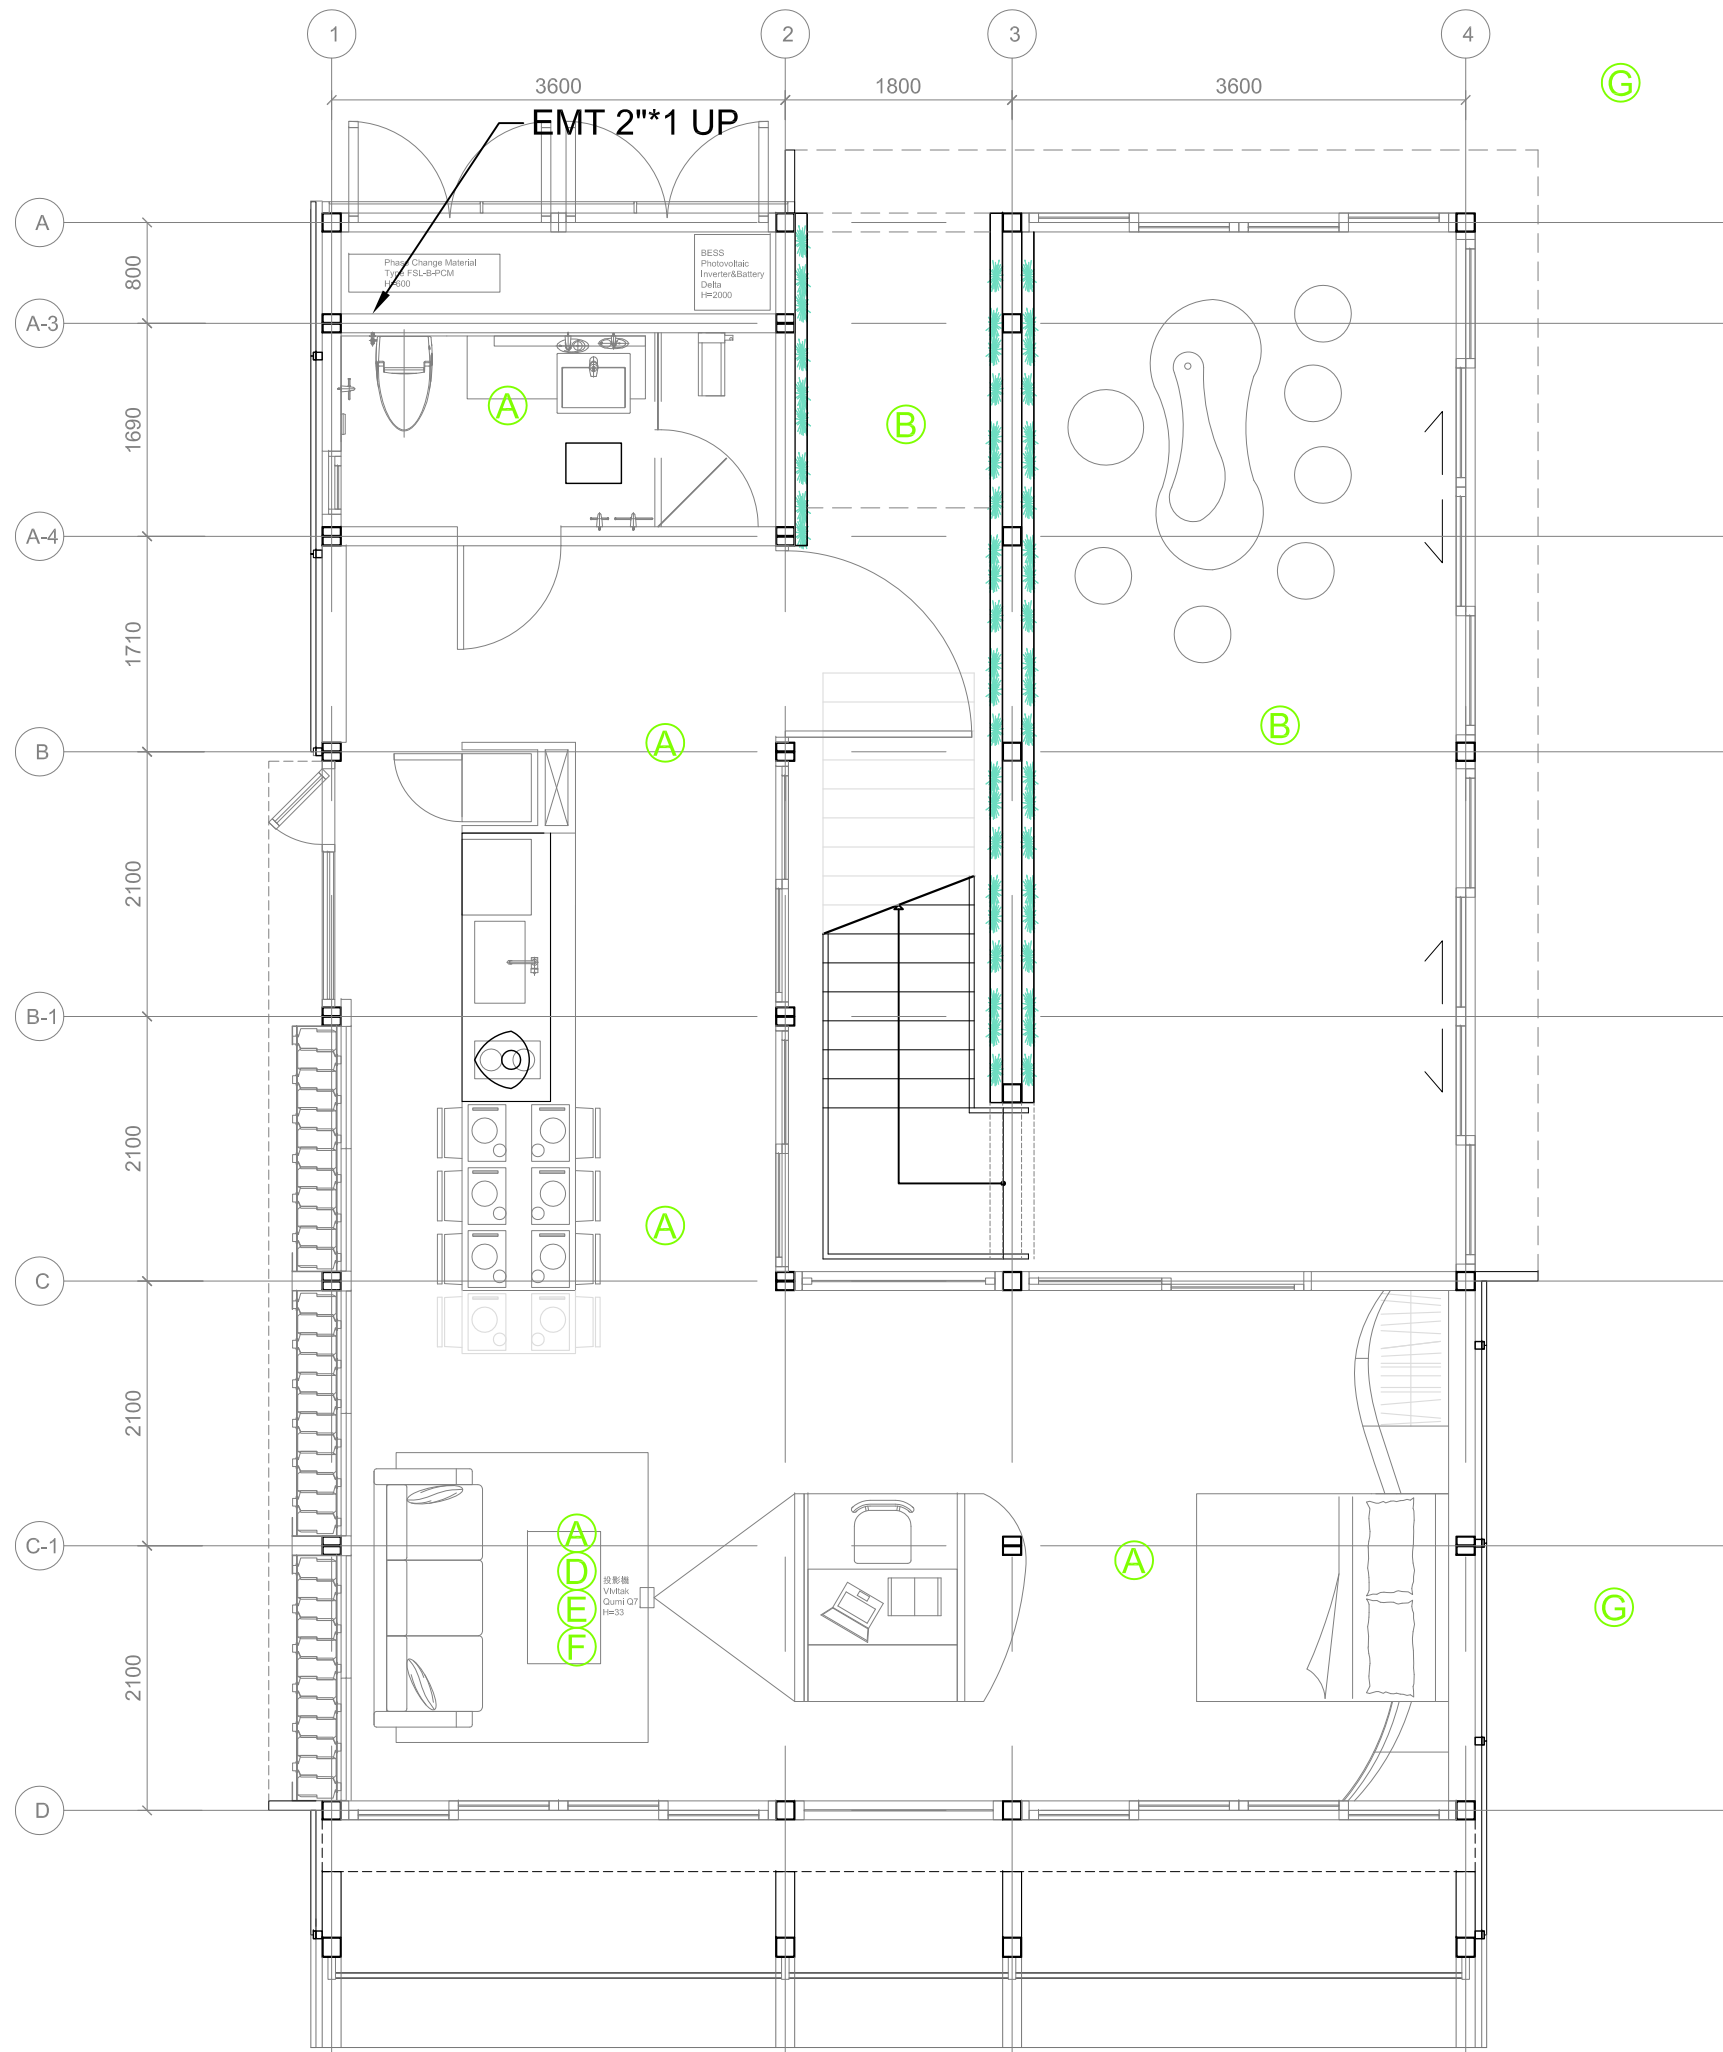 1
2
3
4
3600
1800
3600
G
EMT 2"*1 UP
A
800
Phase Change Material
Type FSL-B-PCM
H=800
BESS
Photovoltaic
Inverter&Battery
Delta
H=2000
A-3
1690
A
B
A-4
1710
B
A
B
2100
B-1
2100
A
C
2100
C-1
A
D
E
F
投影機
Vivitak
Qumi Q7
H=33
A
G
2100
D